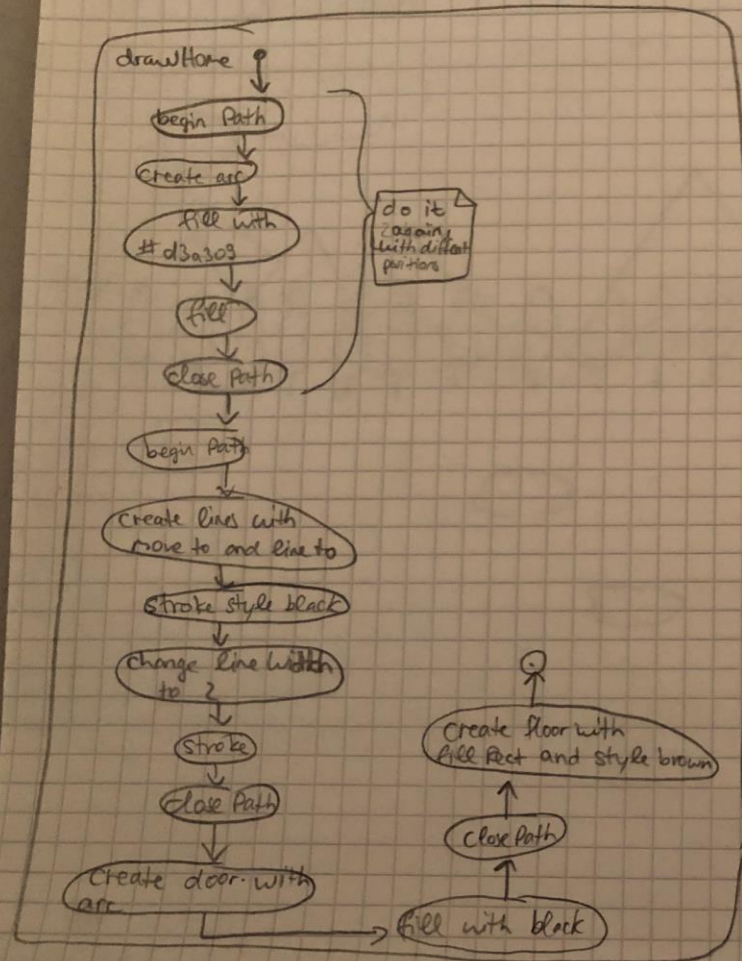 drawHome
begin Path
create arc
fill with
#d3a309
fill
close Path
do it
2 again,
with different
positions
begin Path
create lines with
move to and line to
stroke style black
change line width
to 2
stroke
close Path
create door with
arc
fill with black
close Path
create floor with
fill Rect and style brown